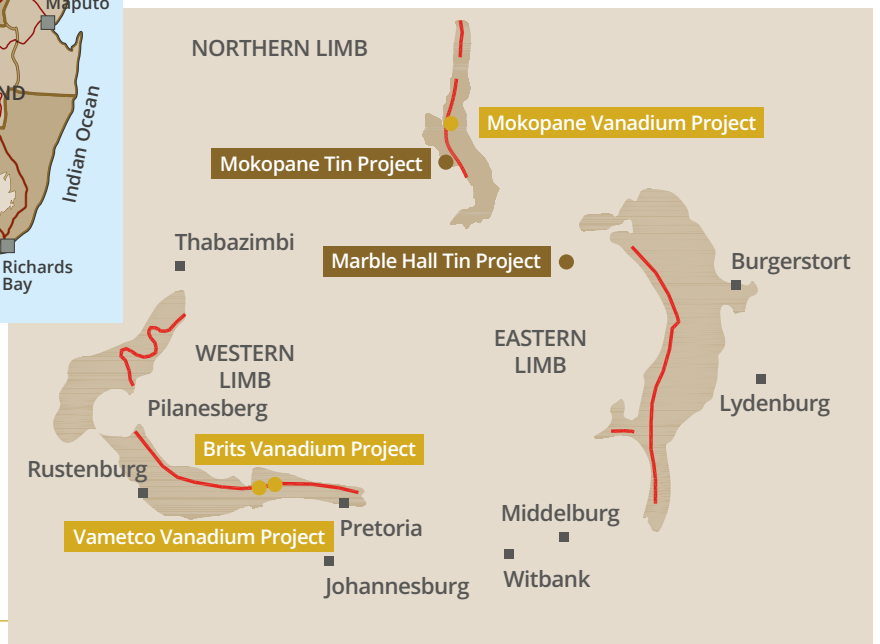 Maputo
ND
Indian Ocean
Richards
Bay
NORTHERN LIMB
Mokopane Vanadium Project
Mokopane Tin Project
Thabazimbi
Marble Hall Tin Project
Burgerstort
WESTERN
LIMB
EASTERN
LIMB
Pilanesberg
Lydenburg
Brits Vanadium Project
Rustenburg
Vametco Vanadium Project
Pretoria
Middelburg
Witbank
Johannesburg